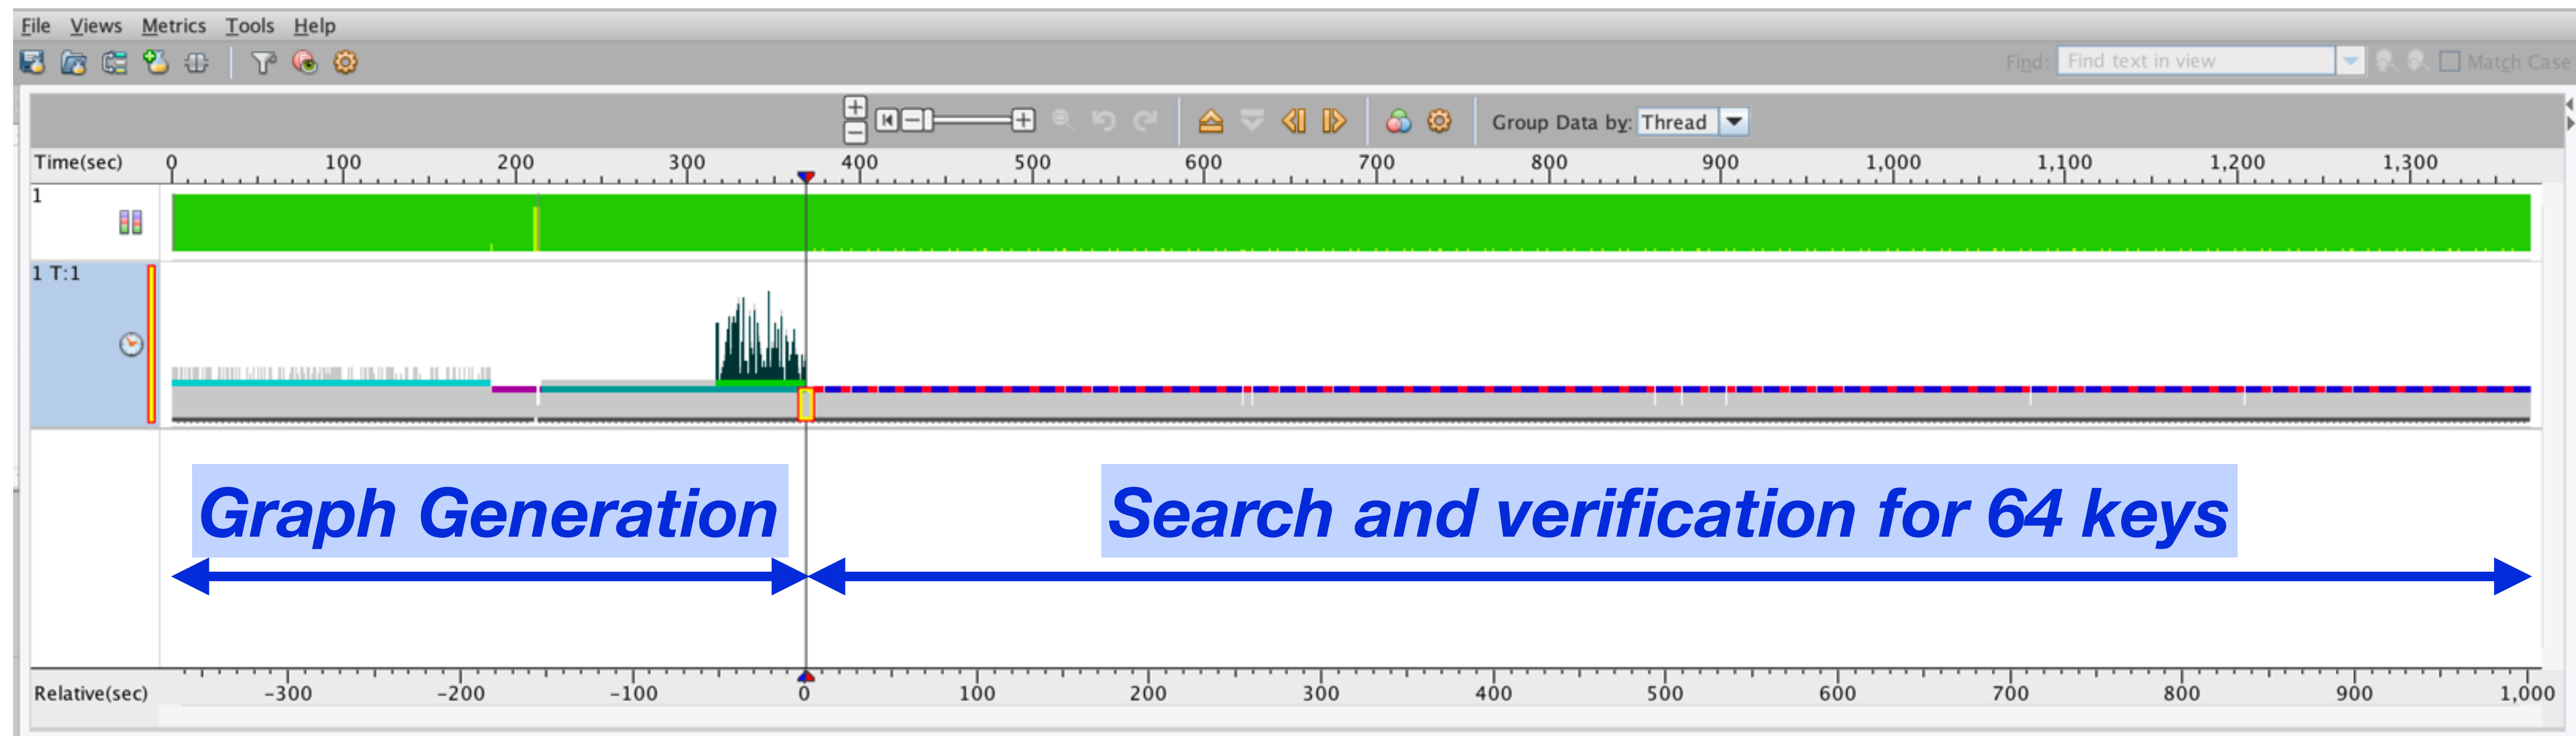 File Views Metrics Tools Help
Find: Find text in view Match Case
Group Data by: Thread
Time(sec) 0 100 200 300 400 500 600 700 800 900 1,000 1,100 1,200 1,300
1
1 T:1
Graph Generation Search and verification for 64 keys
Relative(sec) -300 -200 -100 0 100 200 300 400 500 600 700 800 900 1,000